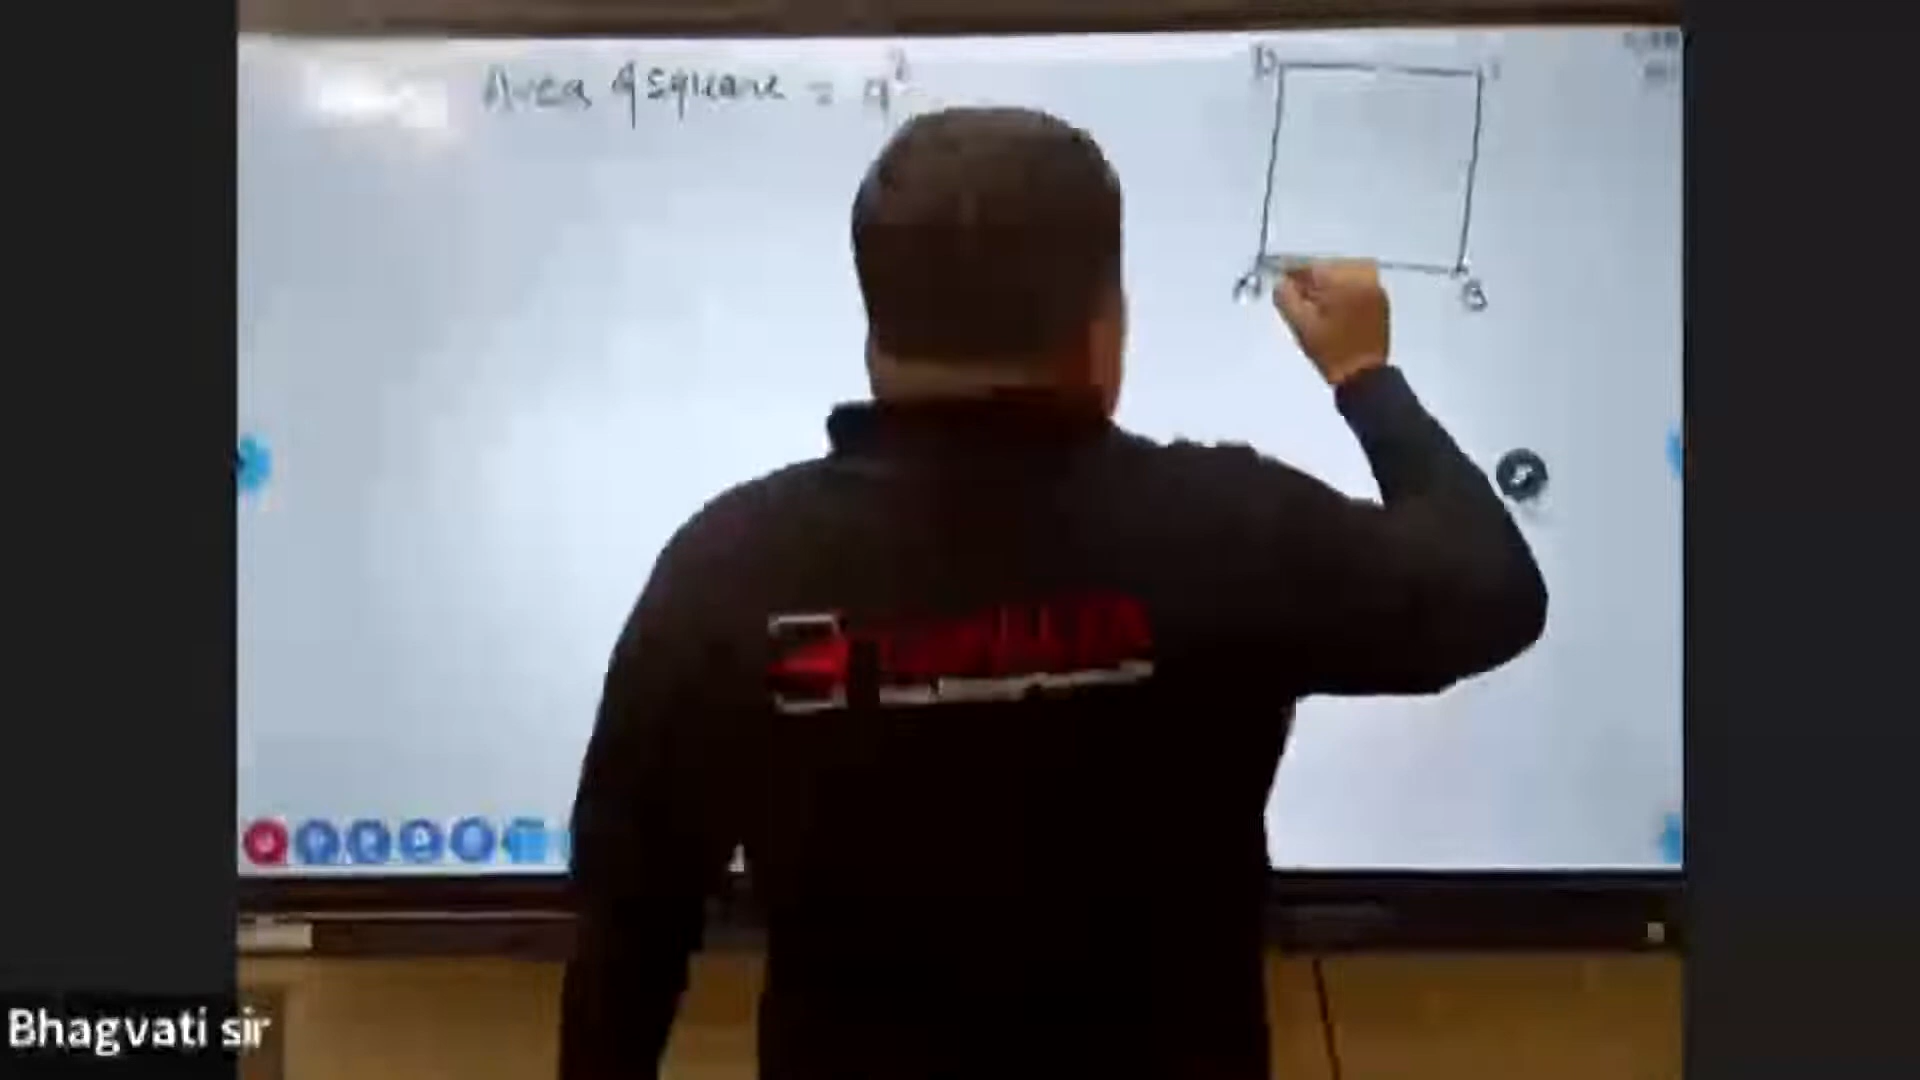 Area of square = a²
D
A B
Bhagvati sir